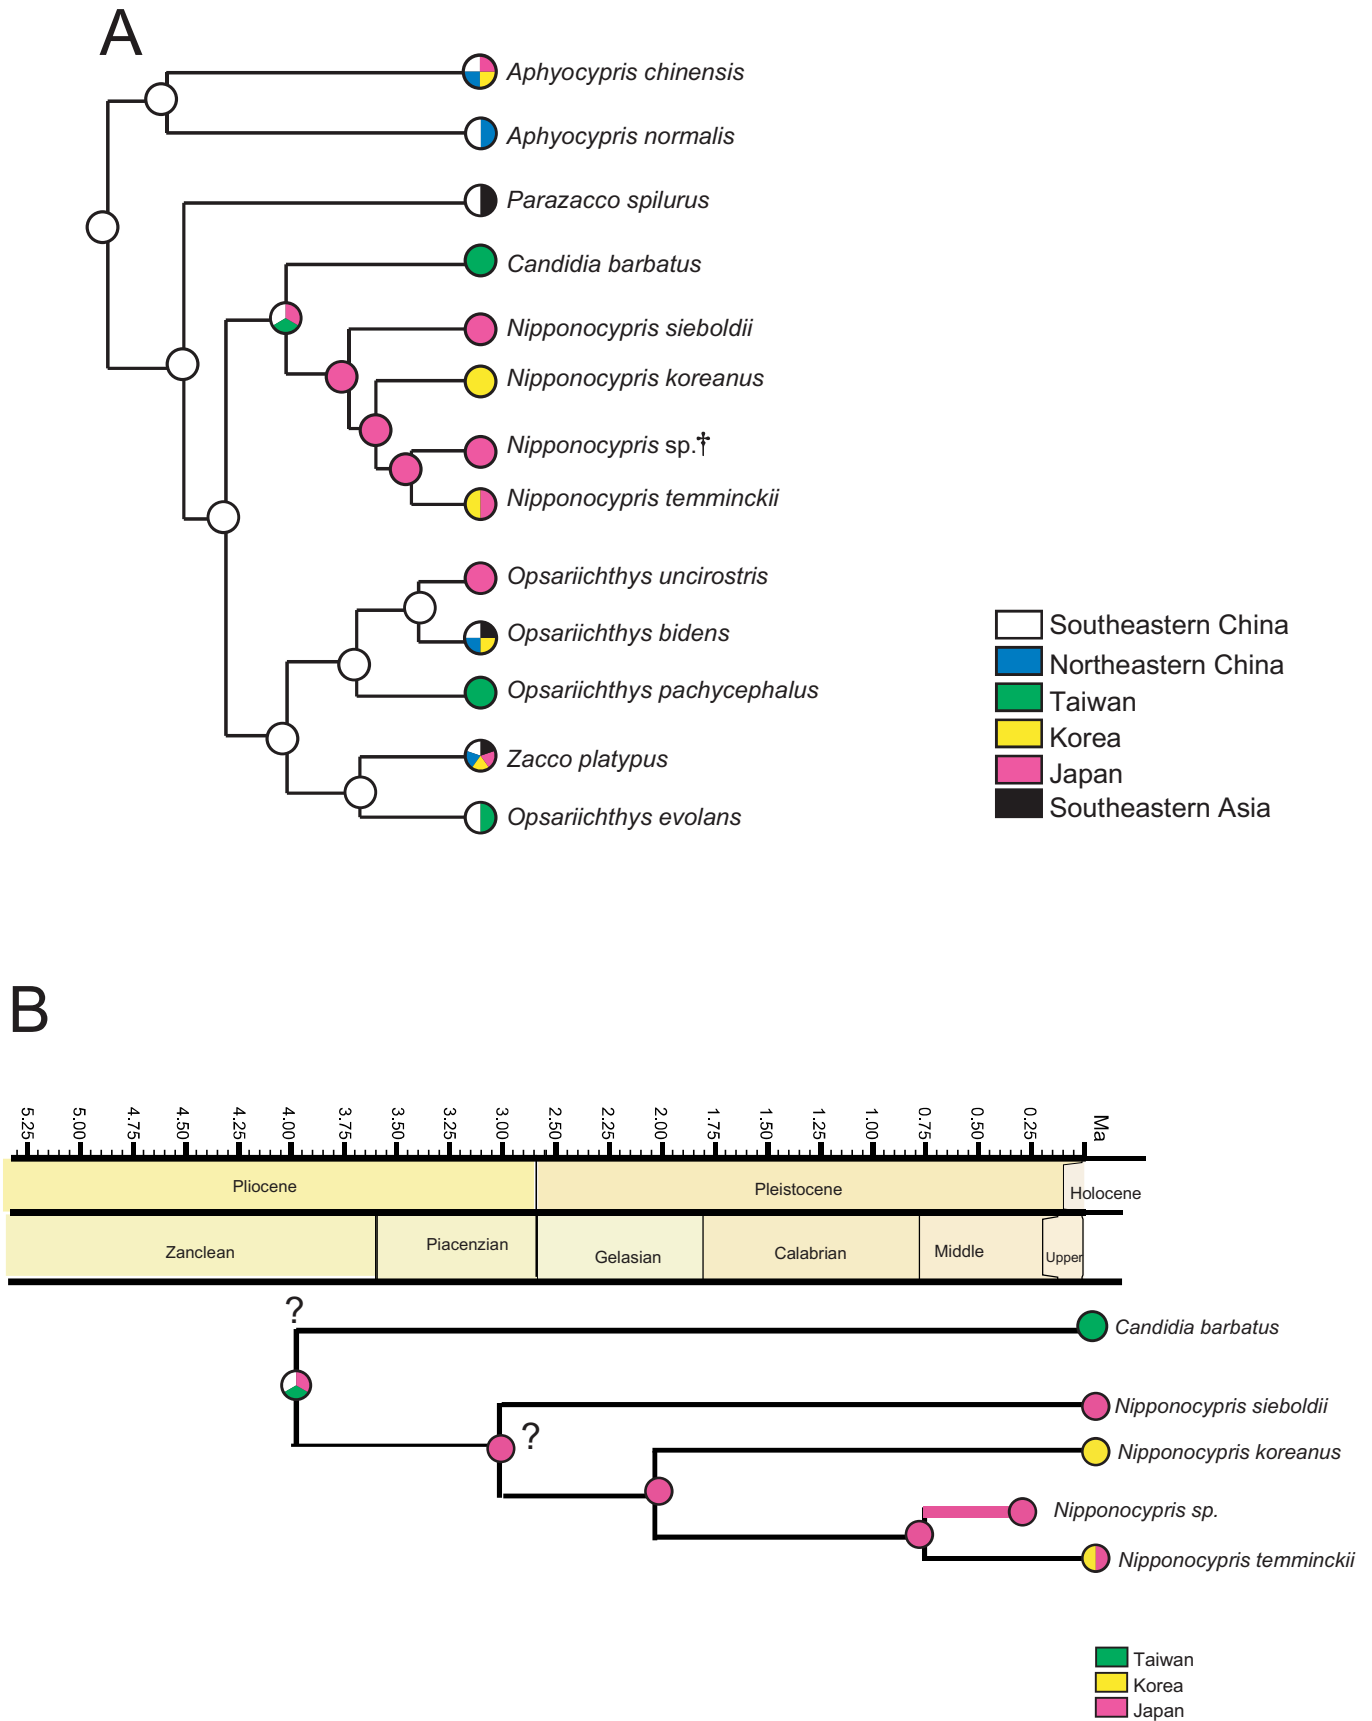 A
Aphyocypris chinensis
Aphyocypris normalis
Parazacco spilurus
Candidia barbatus
Nipponocypris sieboldii
Nipponocypris koreanus
Nipponocypris sp.†
Nipponocypris temminckii
Opsariichthys uncirostris
Opsariichthys bidens
Opsariichthys pachycephalus
Zacco platypus
Opsariichthys evolans
Southeastern China
Northeastern China
Taiwan
Korea
Japan
Southeastern Asia
B
5.25 5.00 4.75 4.50 4.25 4.00 3.75 3.50 3.25 3.00 2.50 2.25 2.00 1.75 1.50 1.25 1.00 0.75 0.50 0.25 Ma
Pliocene Pleistocene Holocene
Zanclean Piacenzian Gelasian Calabrian Middle Upper
?
Candidia barbatus
Nipponocypris sieboldii
?
Nipponocypris koreanus
Nipponocypris sp.
Nipponocypris temminckii
Taiwan
Korea
Japan